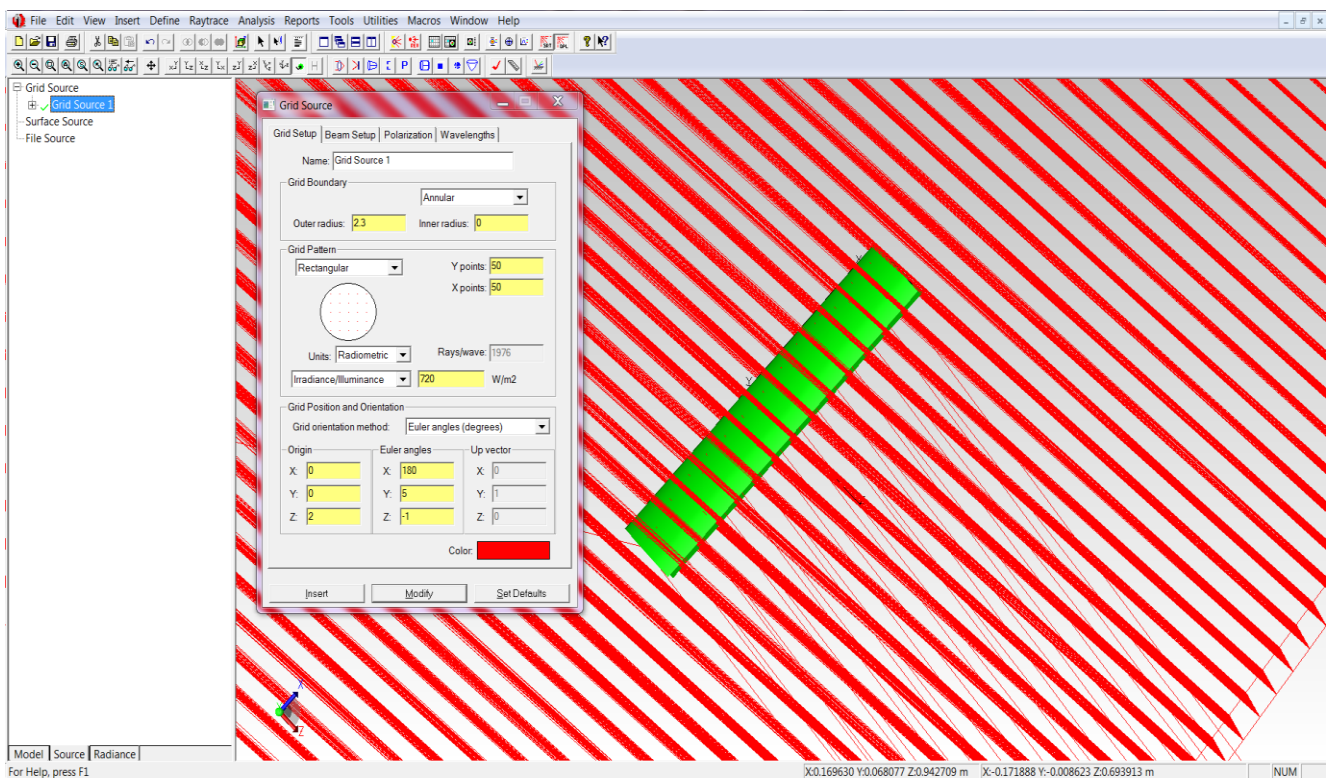 File Edit View Insert Define Raytrace Analysis Reports Tools Utilities Macros Window Help
Grid Source
Grid Source 1
Surface Source
File Source
Grid Source
Grid Setup Beam Setup Polarization Wavelengths
Name: Grid Source 1
Grid Boundary
Annular
Outer radius: 2.3 Inner radius: 0
Grid Pattern
Rectangular Y points: 50
X points: 50
Units: Radiometric Rays/wave: 1976
Irradiance/Illuminance 720 W/m2
Grid Position and Orientation
Grid orientation method: Euler angles (degrees)
Origin Euler angles Up vector
X: 0 X: 180 X: 0
Y: 0 Y: 5 Y: 1
Z: 2 Z: -1 Z: 0
Color:
Insert Modify Set Defaults
X
Y
X
Z
Model Source Radiance
For Help, press F1 X:0.169630 Y:0.068077 Z:0.942709 m X:-0.171888 Y:-0.008623 Z:0.693913 m NUM